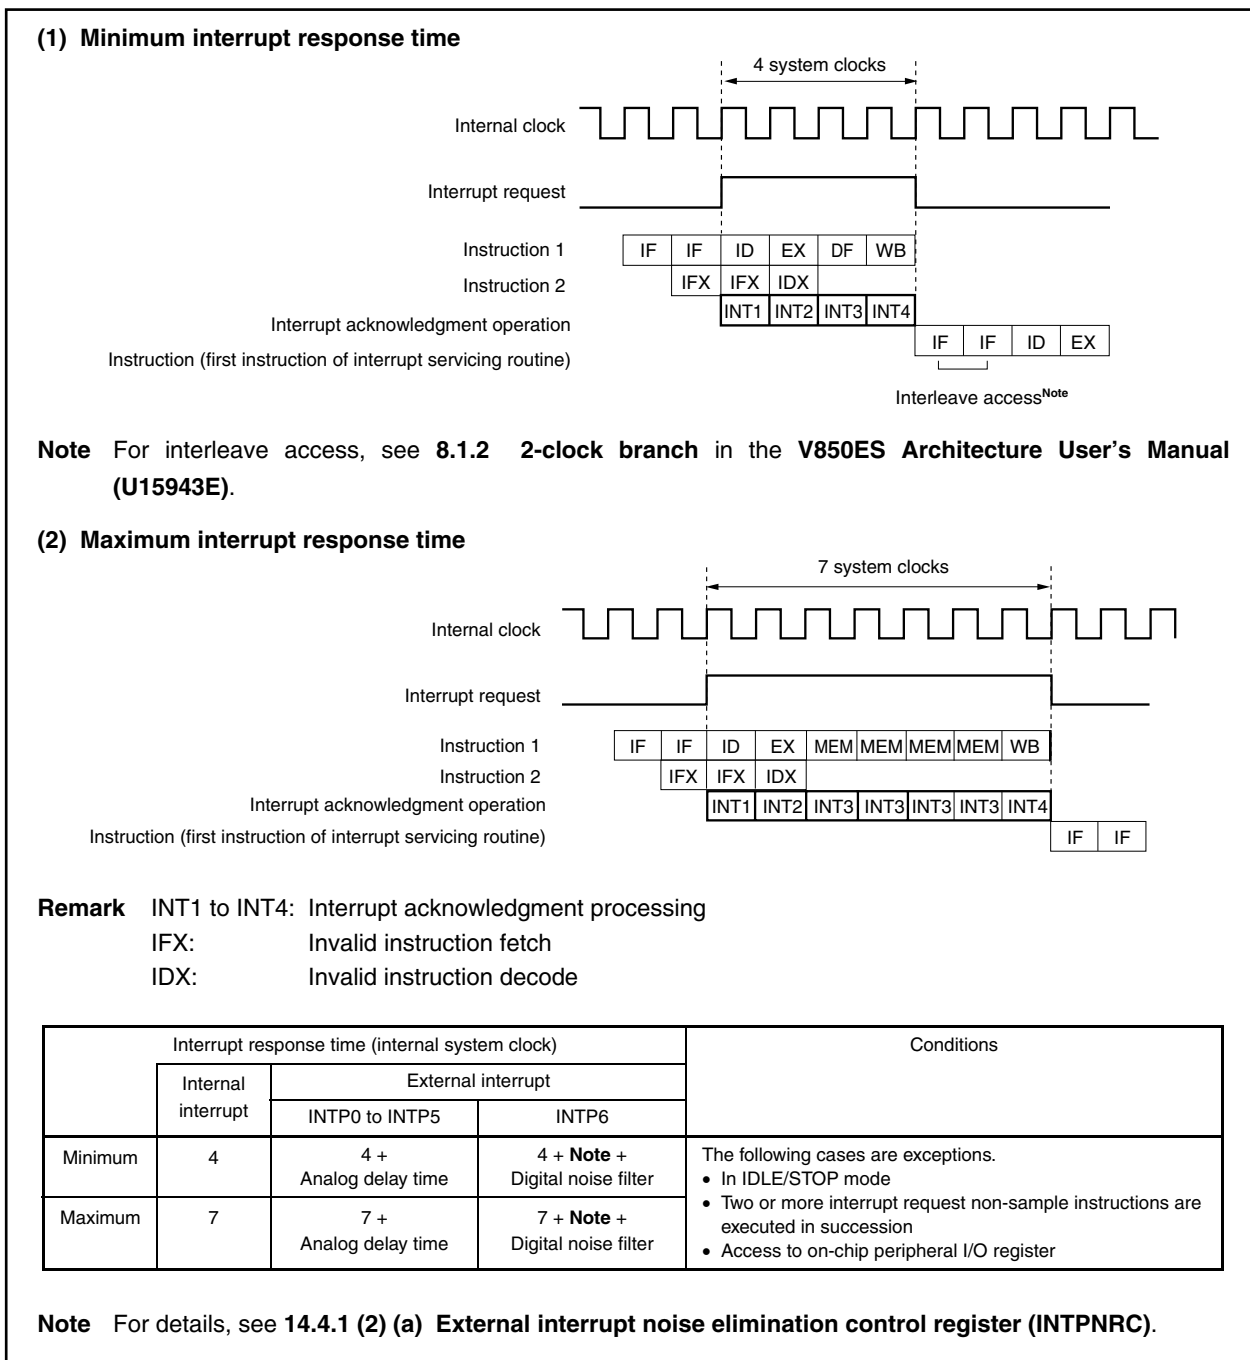 (1) Minimum interrupt response time
4 system clocks
Internal clock
Interrupt request
Instruction 1 IF IF ID EX DF WB
Instruction 2 IFX IFX IDX
Interrupt acknowledgment operation INT1 INT2 INT3 INT4
Instruction (first instruction of interrupt servicing routine) IF IF ID EX
Interleave accessNote
Note For interleave access, see 8.1.2 2-clock branch in the V850ES Architecture User's Manual
(U15943E).
(2) Maximum interrupt response time
7 system clocks
Internal clock
Interrupt request
Instruction 1 IF IF ID EX MEM MEM MEM MEM WB
Instruction 2 IFX IFX IDX
Interrupt acknowledgment operation INT1 INT2 INT3 INT3 INT3 INT3 INT4
Instruction (first instruction of interrupt servicing routine) IF IF
Remark INT1 to INT4: Interrupt acknowledgment processing
IFX: Invalid instruction fetch
IDX: Invalid instruction decode
Interrupt response time (internal system clock) Conditions
Internal interrupt External interrupt
INTP0 to INTP5 INTP6
Minimum 4 4 + Analog delay time 4 + Note + Digital noise filter
Maximum 7 7 + Analog delay time 7 + Note + Digital noise filter
The following cases are exceptions.
• In IDLE/STOP mode
• Two or more interrupt request non-sample instructions are
executed in succession
• Access to on-chip peripheral I/O register
Note For details, see 14.4.1 (2) (a) External interrupt noise elimination control register (INTPNRC).